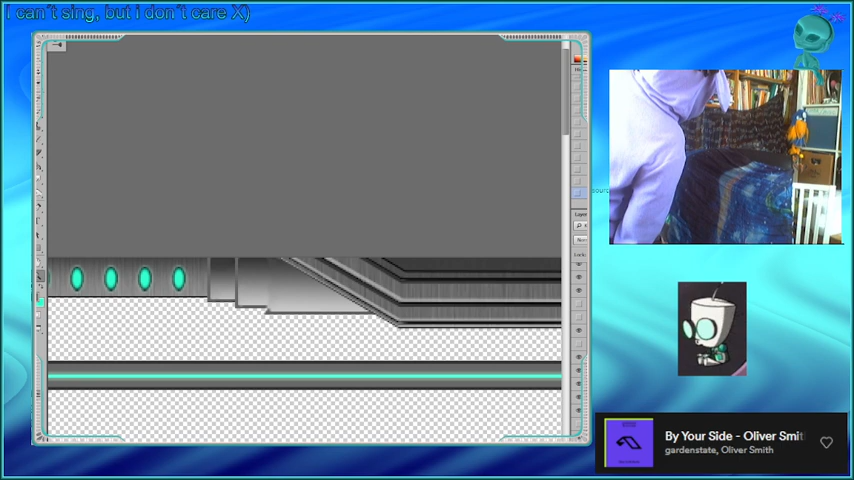 I can´t sing, but i don´t care X)
By Your Side - Oliver Smit
gardenstate, Oliver Smith